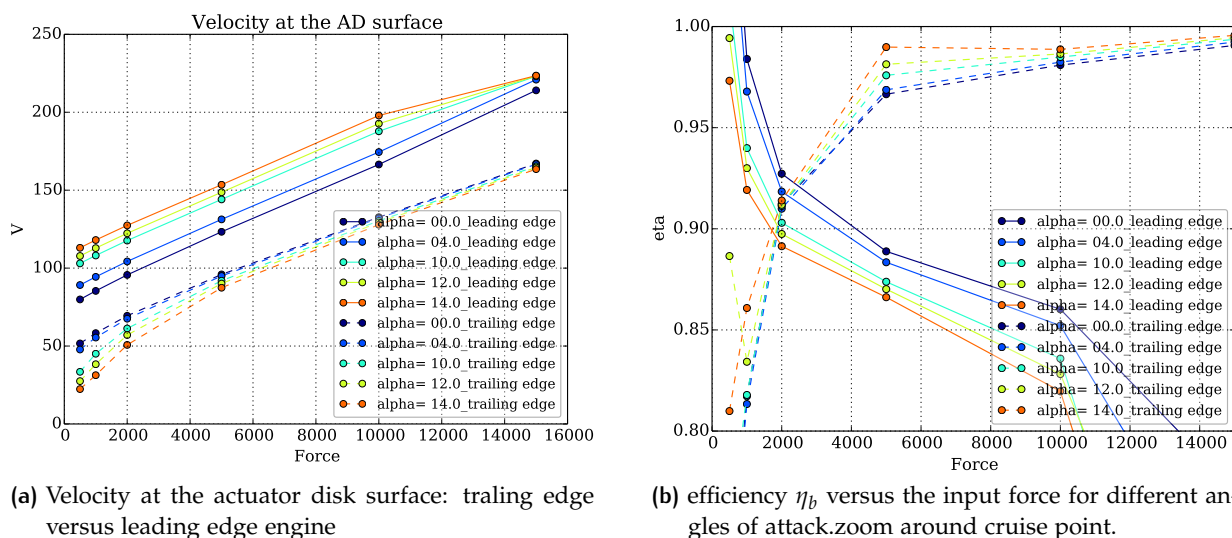 Velocity at the AD surface
250
200
150
100
50
0
V
0 2000 4000 6000 8000 10000 12000 14000 16000
Force
alpha= 00.0_leading edge
alpha= 04.0_leading edge
alpha= 10.0_leading edge
alpha= 12.0_leading edge
alpha= 14.0_leading edge
alpha= 00.0_trailing edge
alpha= 04.0_trailing edge
alpha= 10.0_trailing edge
alpha= 12.0_trailing edge
alpha= 14.0_trailing edge
(a) Velocity at the actuator disk surface: traling edge
versus leading edge engine
1.00
0.95
0.90
0.85
0.80
eta
0 2000 4000 6000 8000 10000 12000 14000
Force
alpha= 00.0_leading edge
alpha= 04.0_leading edge
alpha= 10.0_leading edge
alpha= 12.0_leading edge
alpha= 14.0_leading edge
alpha= 00.0_trailing edge
alpha= 04.0_trailing edge
alpha= 10.0_trailing edge
alpha= 12.0_trailing edge
alpha= 14.0_trailing edge
(b) efficiency η_b versus the input force for different an-
gles of attack.zoom around cruise point.